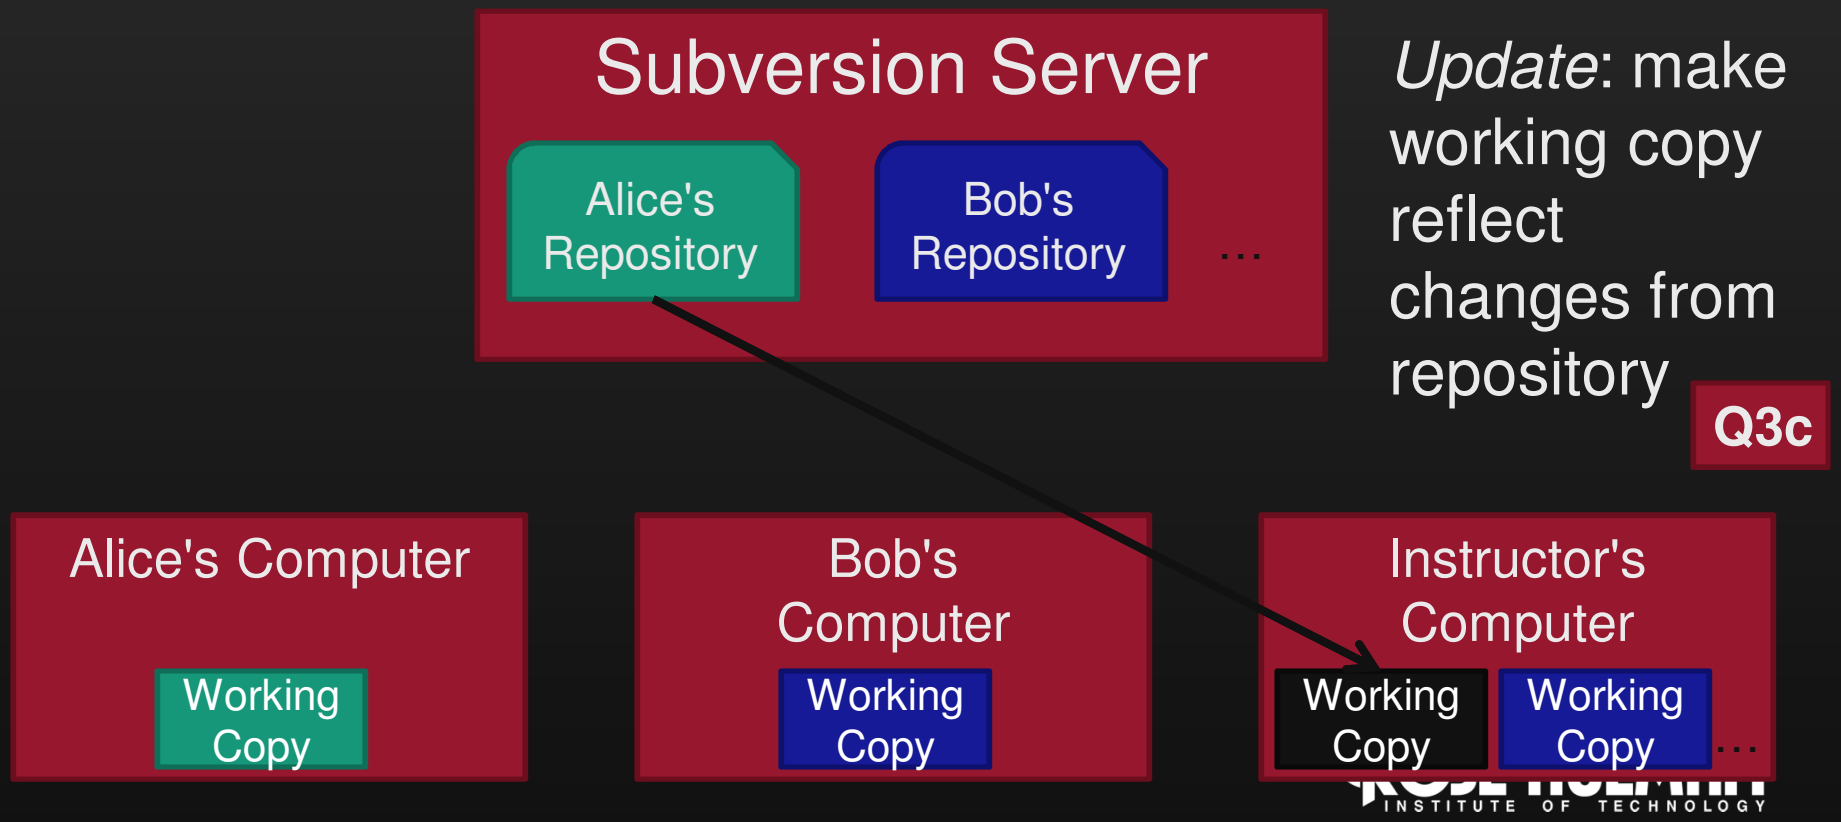 Subversion Server
Alice's
Repository
Bob's
Repository
...
Update: make
working copy
reflect
changes from
repository
Q3c
Alice's Computer
Working
Copy
Bob's
Computer
Working
Copy
Instructor's
Computer
Working
Copy
Working
Copy
...
INSTITUTE OF TECHNOLOGY